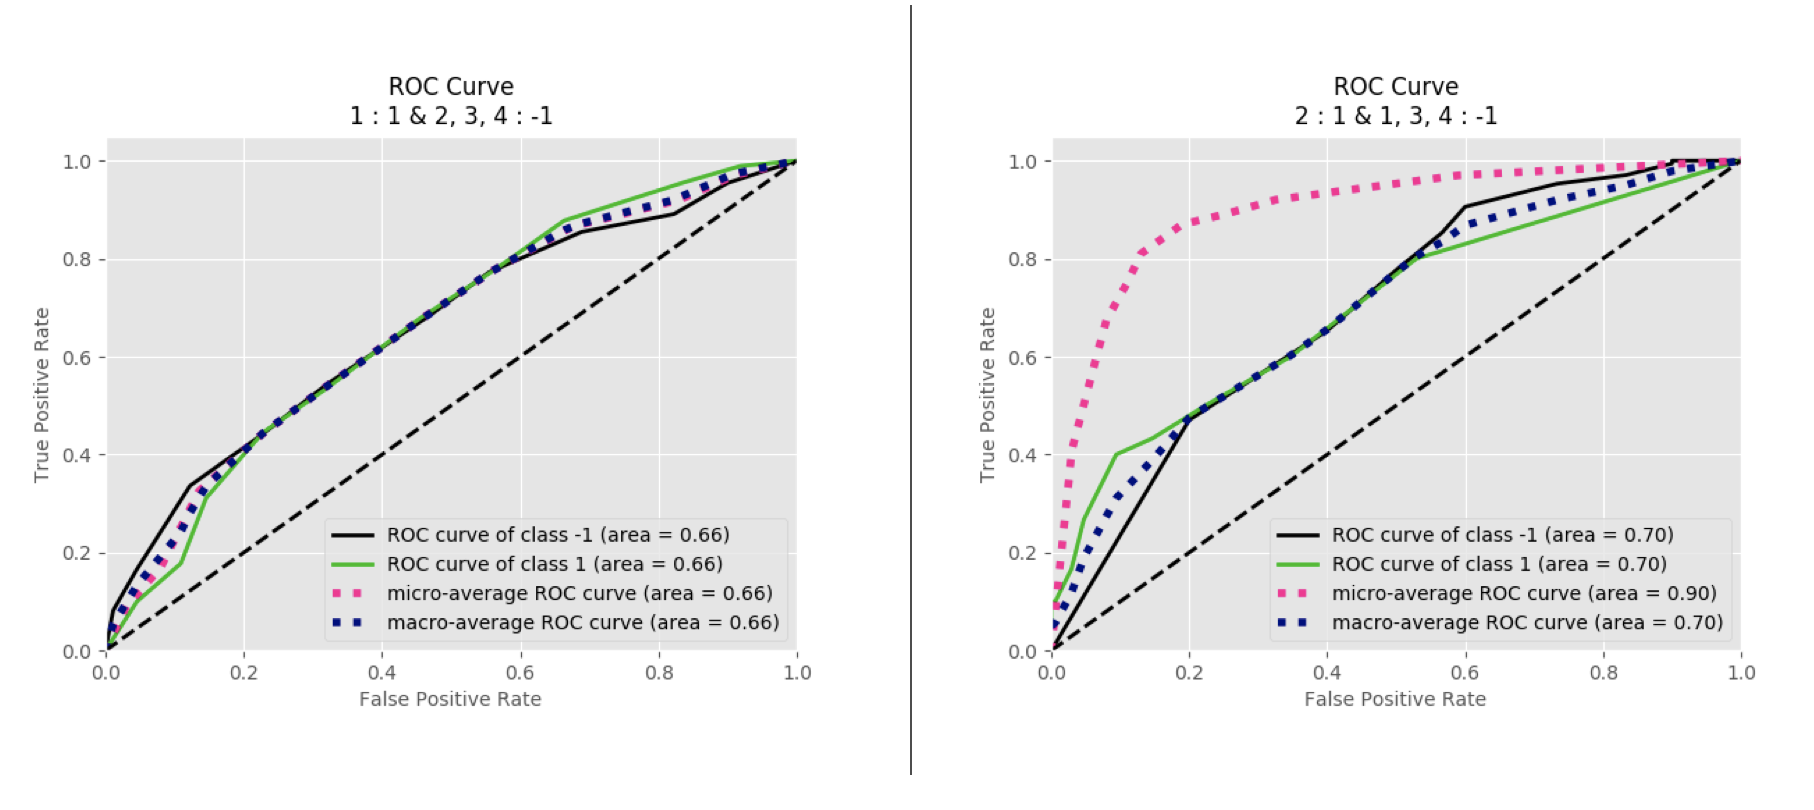 ROC Curve
1 : 1 & 2, 3, 4 : -1
True Positive Rate
1.0
0.8
0.6
0.4
0.2
0.0
ROC curve of class -1 (area = 0.66)
ROC curve of class 1 (area = 0.66)
micro-average ROC curve (area = 0.66)
macro-average ROC curve (area = 0.66)
0.0 0.2 0.4 0.6 0.8 1.0
False Positive Rate
ROC Curve
2 : 1 & 1, 3, 4 : -1
True Positive Rate
1.0
0.8
0.6
0.4
0.2
0.0
ROC curve of class -1 (area = 0.70)
ROC curve of class 1 (area = 0.70)
micro-average ROC curve (area = 0.90)
macro-average ROC curve (area = 0.70)
0.0 0.2 0.4 0.6 0.8 1.0
False Positive Rate